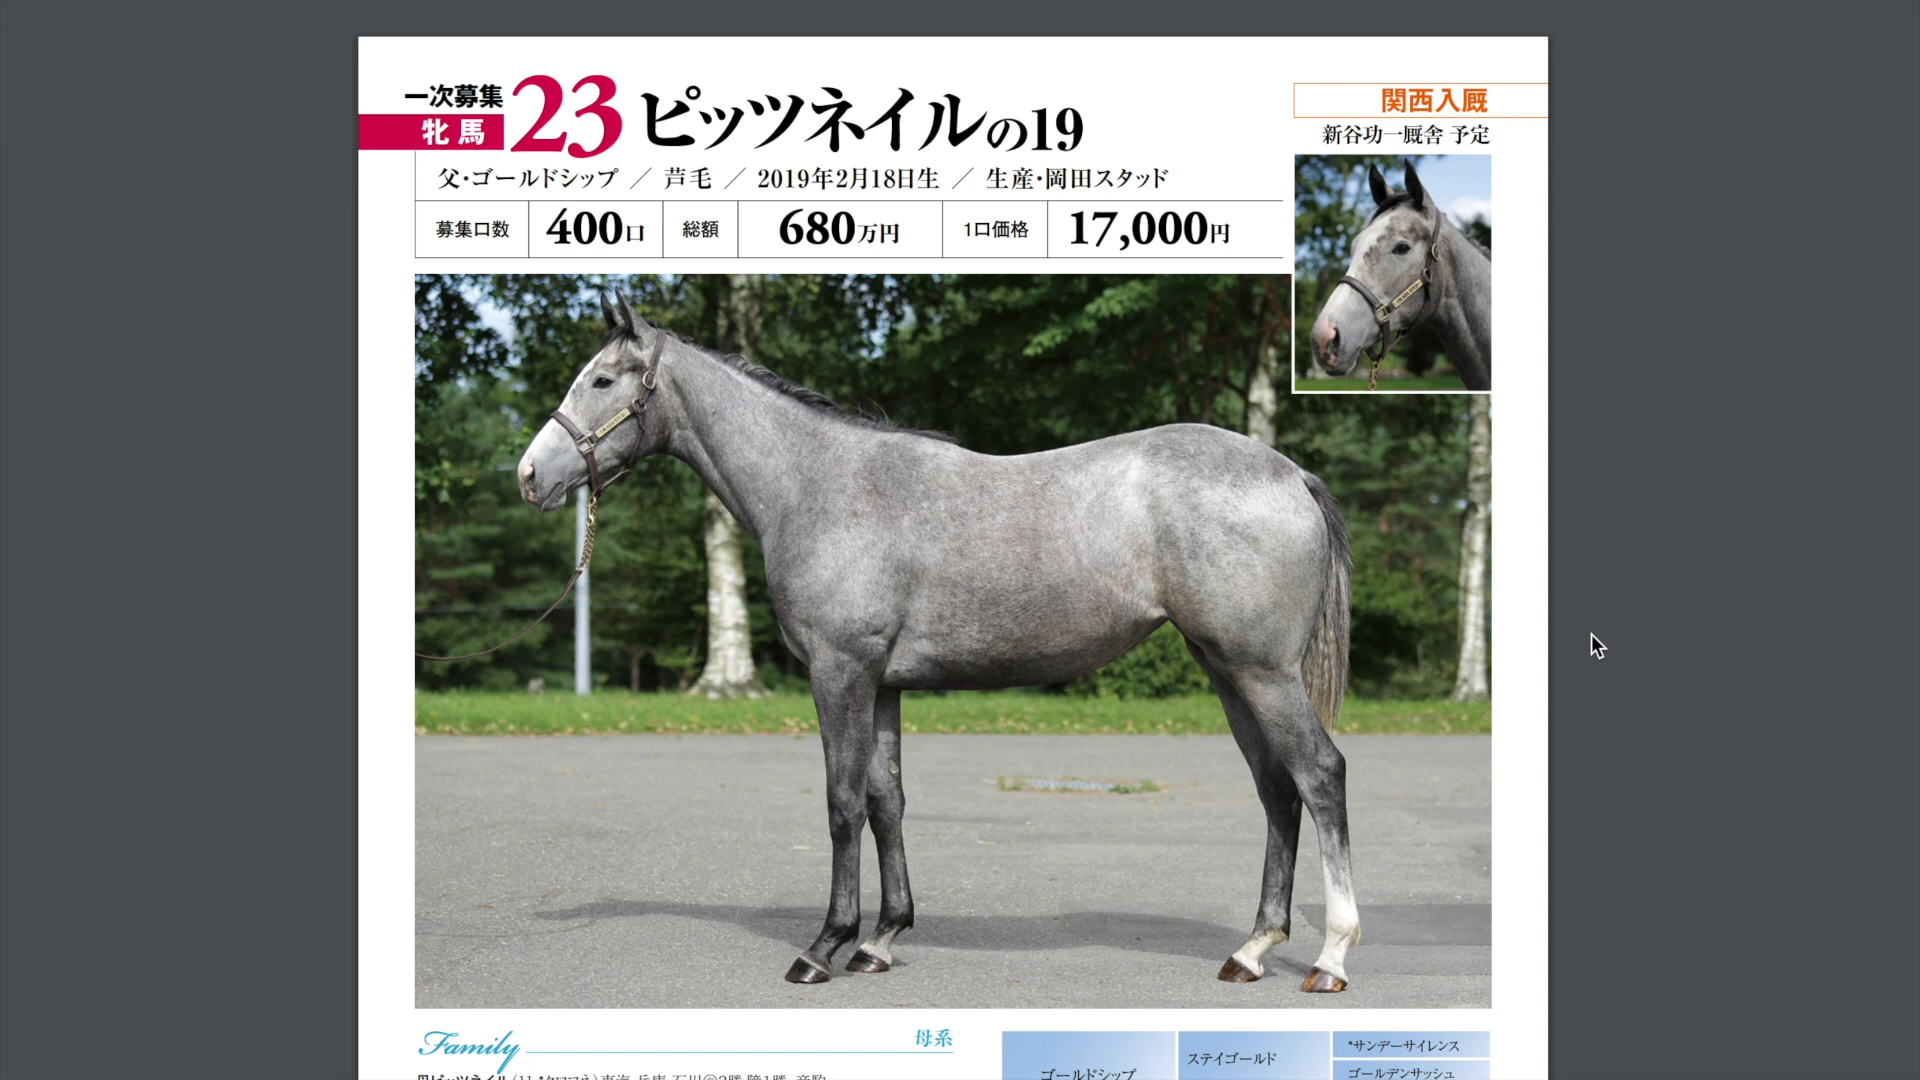 一次募集
牝馬
23 ピッツネイルの19
関西入厩
新谷功一厩舎 予定
父・ゴールドシップ ／ 芦毛 ／ 2019年2月18日生 ／ 生産・岡田スタッド
募集口数 400口 総額 680万円 1口価格 17,000円
Family 母系
ゴールドシップ
ステイゴールド
*サンデーサイレンス
ゴールデンサッシュ